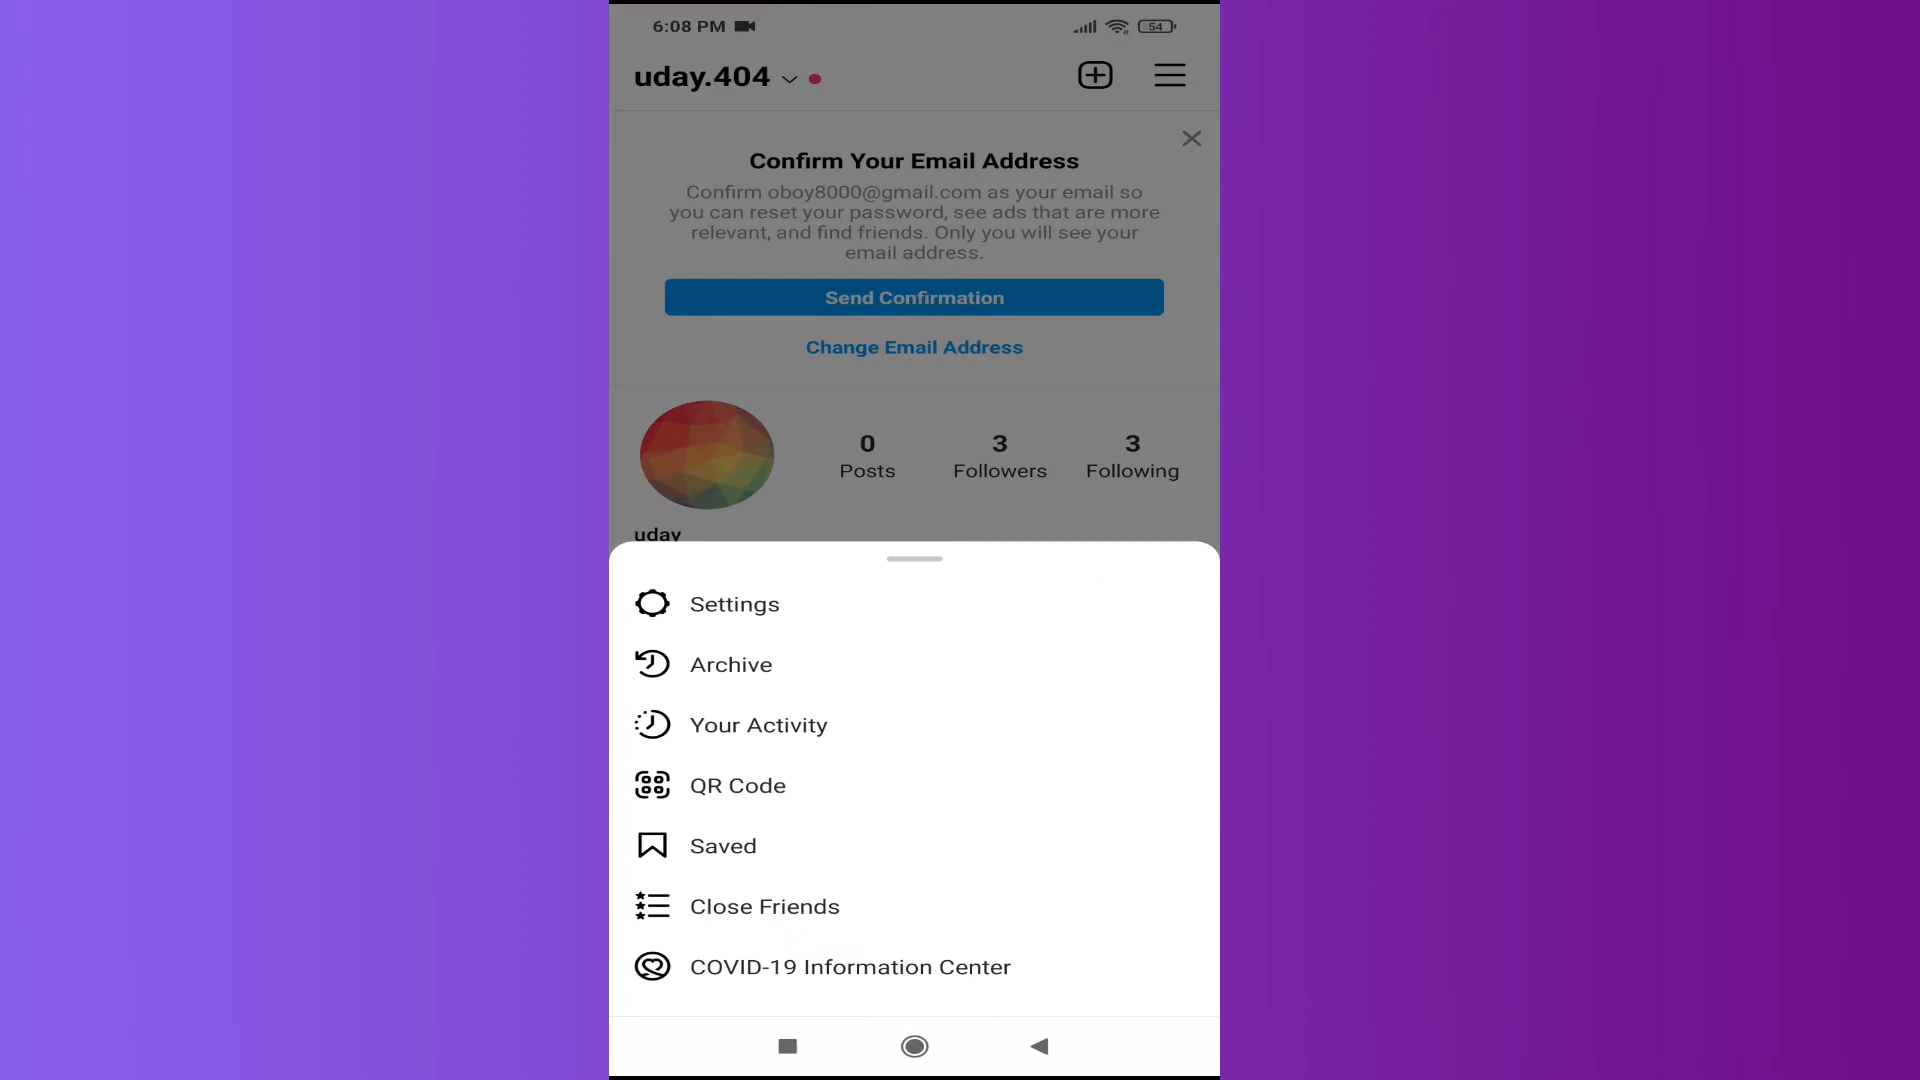 6:08 PM
54
uday.404
Confirm Your Email Address
Confirm oboy8000@gmail.com as your email so
you can reset your password, see ads that are more
relevant, and find friends. Only you will see your
email address.
Send Confirmation
Change Email Address
0 3 3
Posts Followers Following
uday
Settings
Archive
Your Activity
QR Code
Saved
Close Friends
COVID-19 Information Center